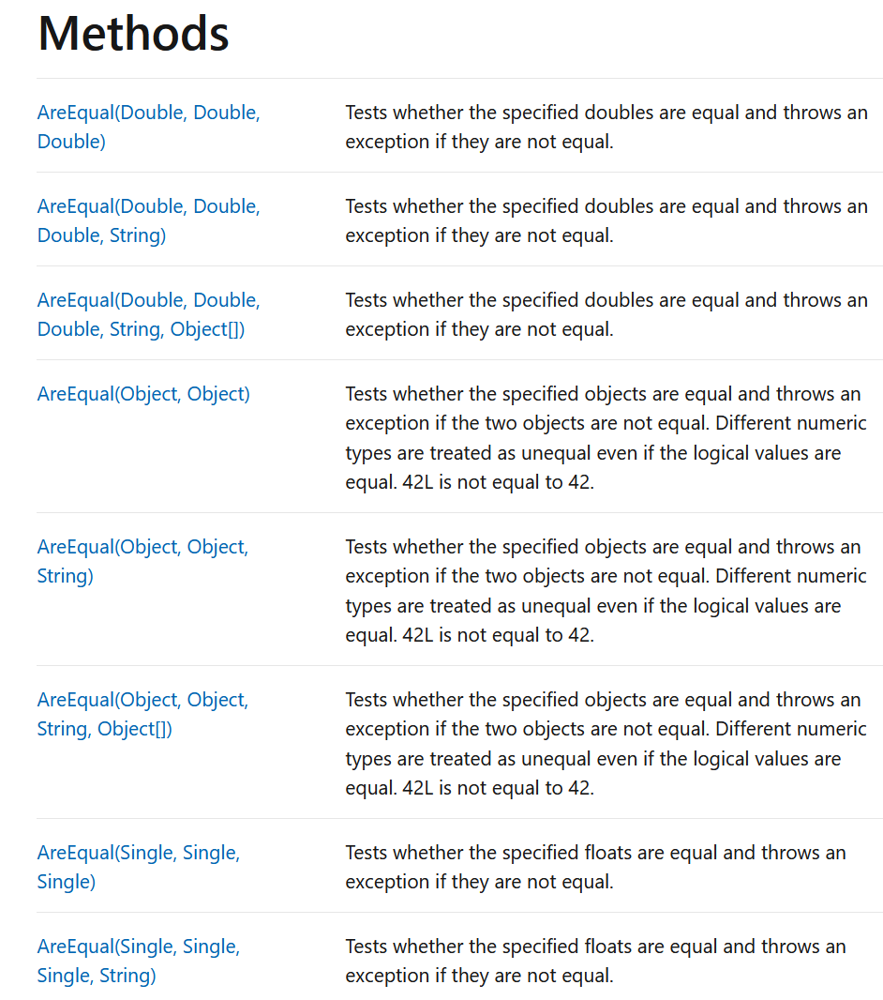 Methods
AreEqual(Double, Double,
Double)
Tests whether the specified doubles are equal and throws an
exception if they are not equal.
AreEqual(Double, Double,
Double, String)
Tests whether the specified doubles are equal and throws an
exception if they are not equal.
AreEqual(Double, Double,
Double, String, Object[])
Tests whether the specified doubles are equal and throws an
exception if they are not equal.
AreEqual(Object, Object)
Tests whether the specified objects are equal and throws an
exception if the two objects are not equal. Different numeric
types are treated as unequal even if the logical values are
equal. 42L is not equal to 42.
AreEqual(Object, Object,
String)
Tests whether the specified objects are equal and throws an
exception if the two objects are not equal. Different numeric
types are treated as unequal even if the logical values are
equal. 42L is not equal to 42.
AreEqual(Object, Object,
String, Object[])
Tests whether the specified objects are equal and throws an
exception if the two objects are not equal. Different numeric
types are treated as unequal even if the logical values are
equal. 42L is not equal to 42.
AreEqual(Single, Single,
Single)
Tests whether the specified floats are equal and throws an
exception if they are not equal.
AreEqual(Single, Single,
Single, String)
Tests whether the specified floats are equal and throws an
exception if they are not equal.